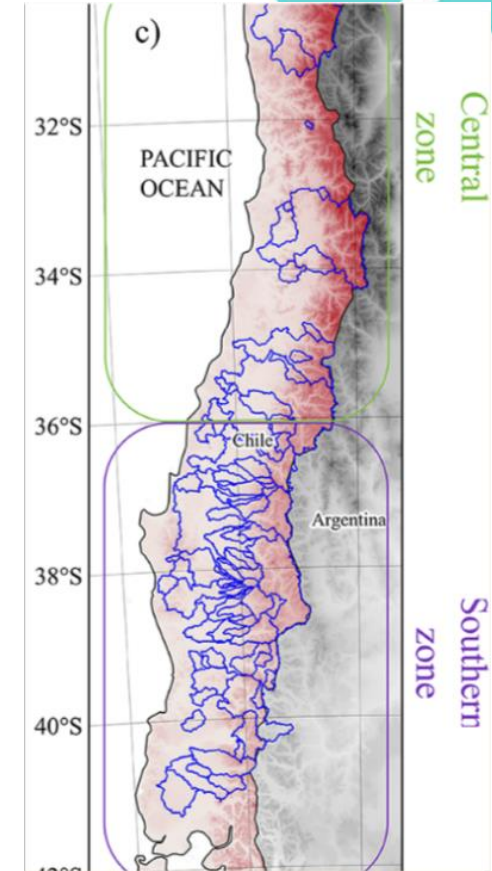 c)
32°S
PACIFIC
OCEAN
Central
zone
34°S
36°S
Chile
Argentina
38°S
Southern
zone
40°S